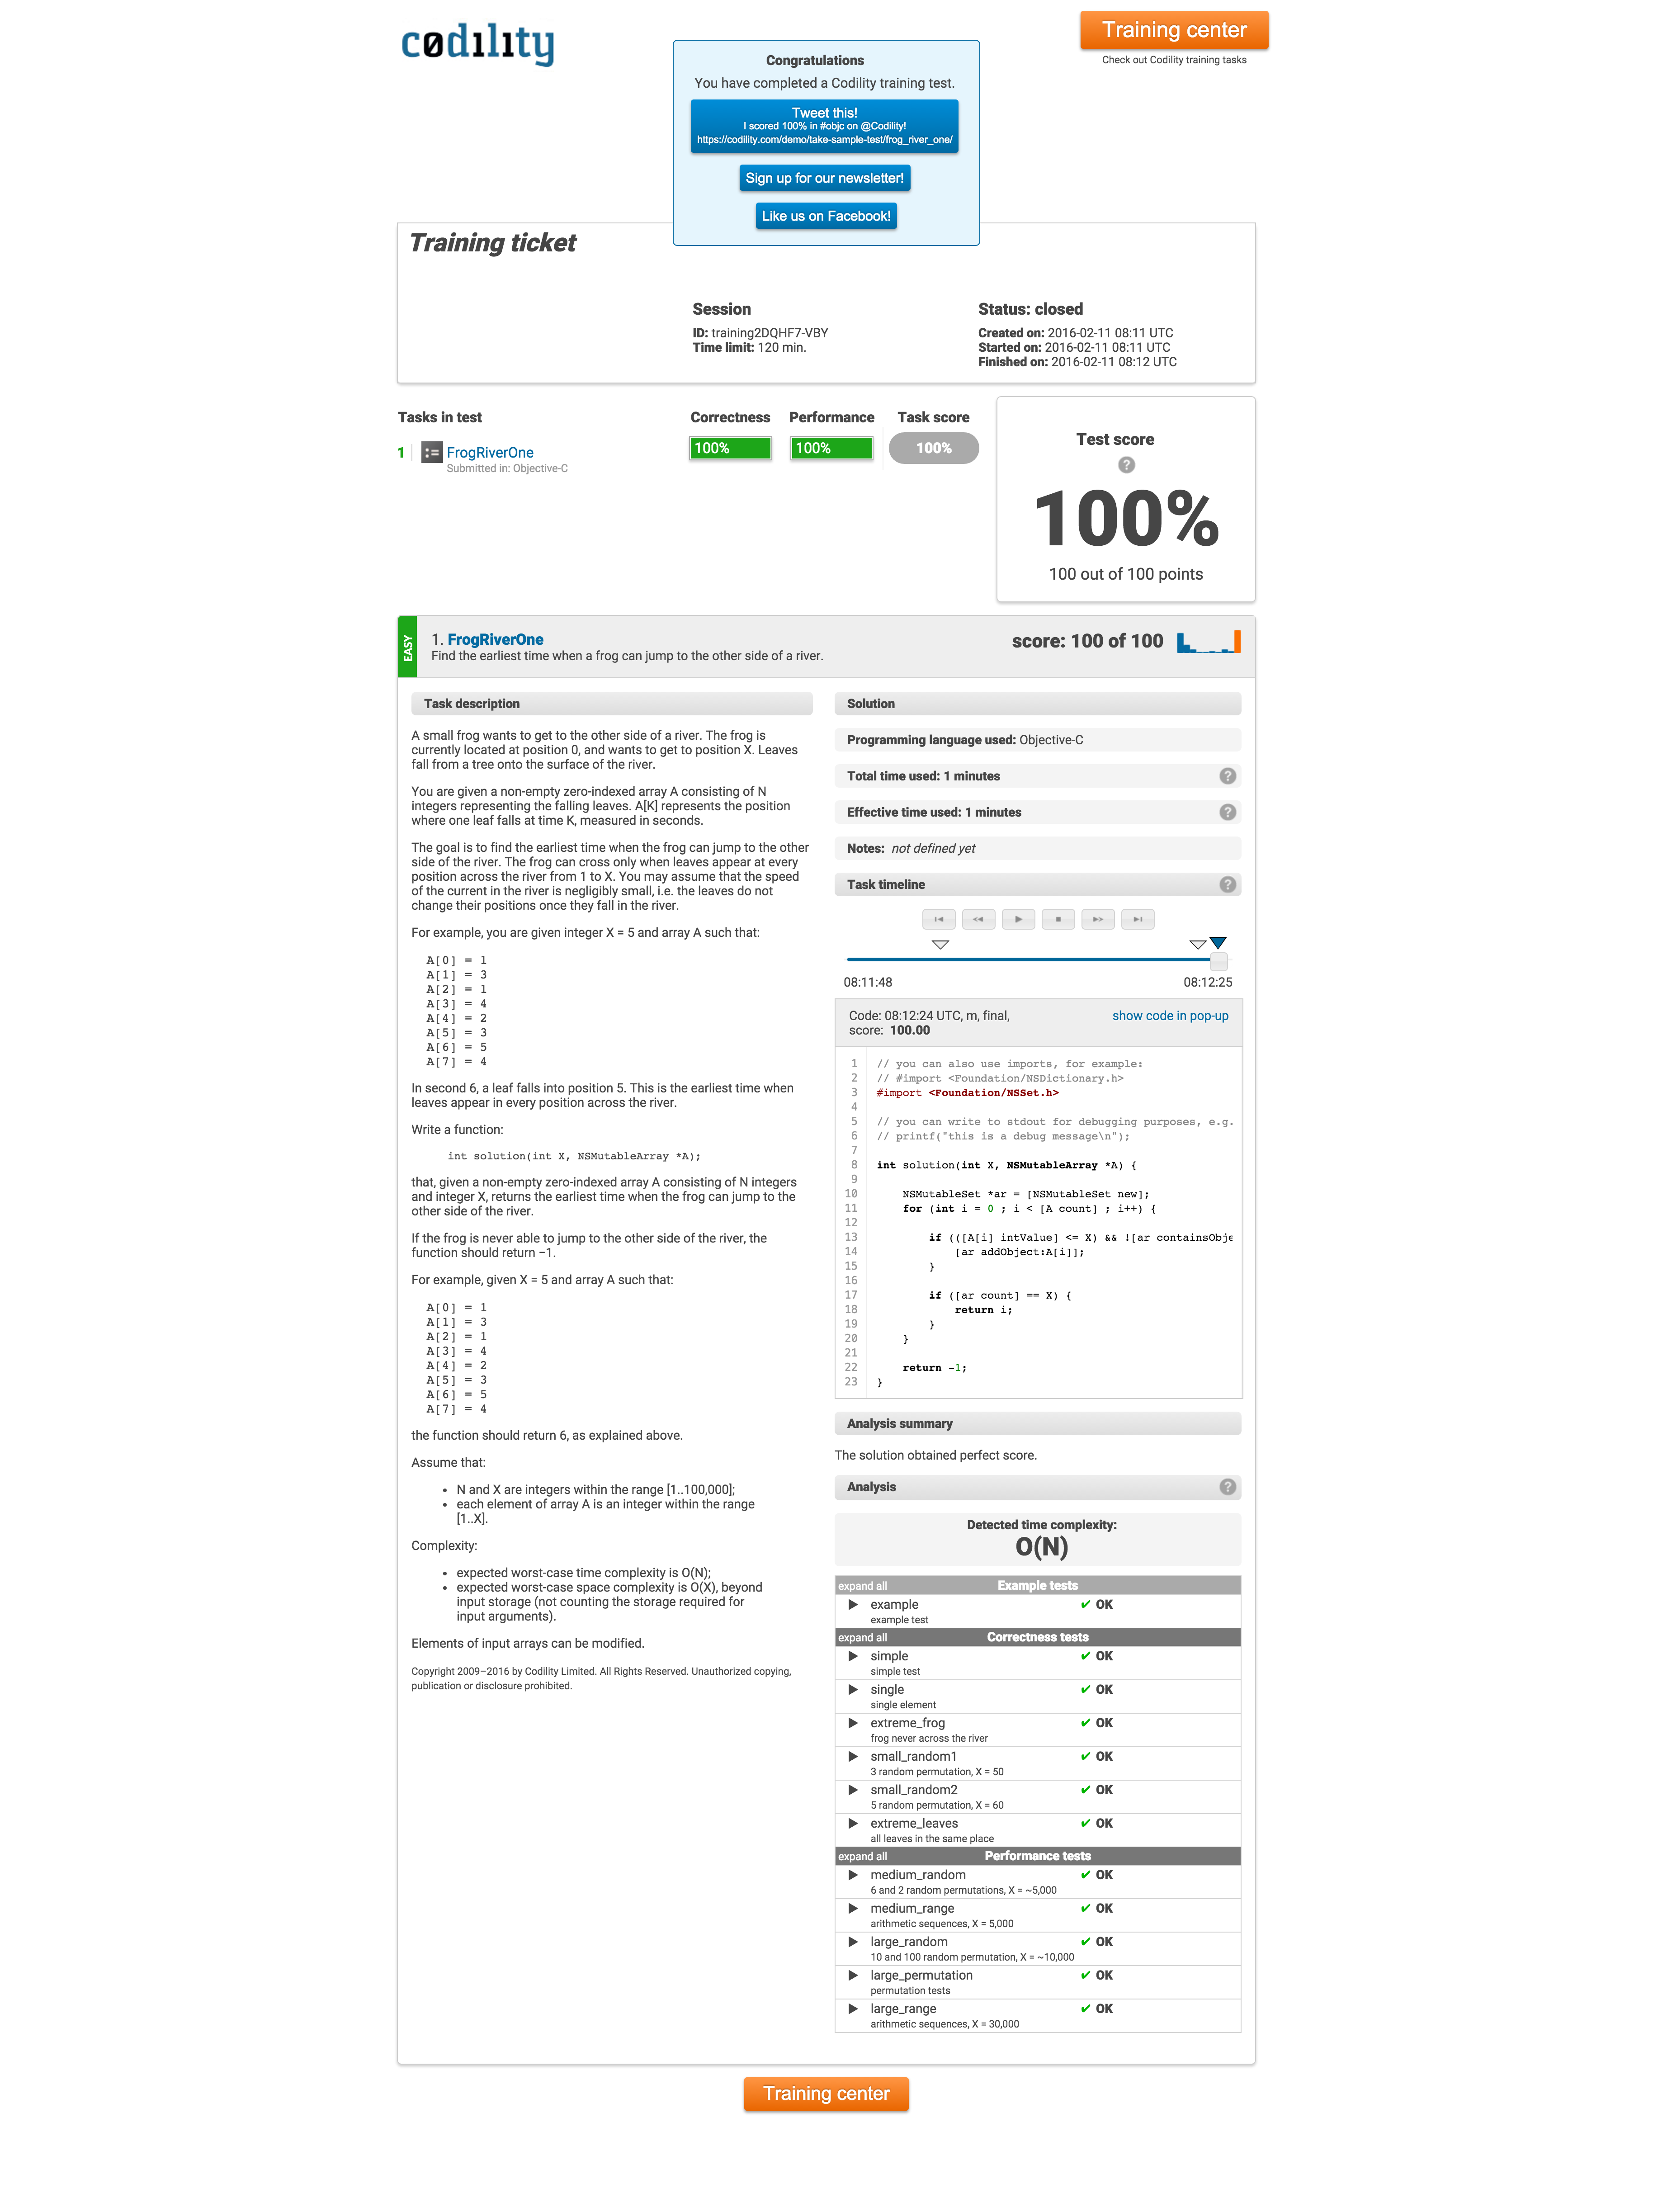 codility
Training center
Check out Codility training tasks
Congratulations
You have completed a Codility training test.
Tweet this!
I scored 100% in #objc on @Codility!
https://codility.com/demo/take-sample-test/frog_river_one/
Sign up for our newsletter!
Like us on Facebook!
Training ticket
Session
ID: training2DQHF7-VBY
Time limit: 120 min.
Status: closed
Created on: 2016-02-11 08:11 UTC
Started on: 2016-02-11 08:11 UTC
Finished on: 2016-02-11 08:12 UTC
Tasks in test
Correctness
Performance
Task score
1
FrogRiverOne
Submitted in: Objective-C
100%
100%
100%
Test score
?
100%
100 out of 100 points
EASY
1. FrogRiverOne
Find the earliest time when a frog can jump to the other side of a river.
score: 100 of 100
Task description
A small frog wants to get to the other side of a river. The frog is
currently located at position 0, and wants to get to position X. Leaves
fall from a tree onto the surface of the river.
You are given a non-empty zero-indexed array A consisting of N
integers representing the falling leaves. A[K] represents the position
where one leaf falls at time K, measured in seconds.
The goal is to find the earliest time when the frog can jump to the other
side of the river. The frog can cross only when leaves appear at every
position across the river from 1 to X. You may assume that the speed
of the current in the river is negligibly small, i.e. the leaves do not
change their positions once they fall in the river.
For example, you are given integer X = 5 and array A such that:
A[0] = 1
A[1] = 3
A[2] = 1
A[3] = 4
A[4] = 2
A[5] = 3
A[6] = 5
A[7] = 4
In second 6, a leaf falls into position 5. This is the earliest time when
leaves appear in every position across the river.
Write a function:
int solution(int X, NSMutableArray *A);
that, given a non-empty zero-indexed array A consisting of N integers
and integer X, returns the earliest time when the frog can jump to the
other side of the river.
If the frog is never able to jump to the other side of the river, the
function should return −1.
For example, given X = 5 and array A such that:
A[0] = 1
A[1] = 3
A[2] = 1
A[3] = 4
A[4] = 2
A[5] = 3
A[6] = 5
A[7] = 4
the function should return 6, as explained above.
Assume that:
• N and X are integers within the range [1..100,000];
• each element of array A is an integer within the range
[1..X].
Complexity:
• expected worst-case time complexity is O(N);
• expected worst-case space complexity is O(X), beyond
input storage (not counting the storage required for
input arguments).
Elements of input arrays can be modified.
Copyright 2009–2016 by Codility Limited. All Rights Reserved. Unauthorized copying,
publication or disclosure prohibited.
Solution
Programming language used: Objective-C
Total time used: 1 minutes ?
Effective time used: 1 minutes ?
Notes: not defined yet
Task timeline ?
08:11:48
08:12:25
Code: 08:12:24 UTC, m, final,
score: 100.00
show code in pop-up
1 // you can also use imports, for example:
2 // #import <Foundation/NSDictionary.h>
3 #import <Foundation/NSSet.h>
4
5 // you can write to stdout for debugging purposes, e.g.
6 // printf("this is a debug message\n");
7
8 int solution(int X, NSMutableArray *A) {
9
10 NSMutableSet *ar = [NSMutableSet new];
11 for (int i = 0 ; i < [A count] ; i++) {
12
13 if (([A[i] intValue] <= X) && ![ar containsObje
14 [ar addObject:A[i]];
15 }
16
17 if ([ar count] == X) {
18 return i;
19 }
20 }
21
22 return -1;
23 }
Analysis summary
The solution obtained perfect score.
Analysis ?
Detected time complexity:
O(N)
expand all Example tests
example ✔ OK
example test
expand all Correctness tests
simple ✔ OK
simple test
single ✔ OK
single element
extreme_frog ✔ OK
frog never across the river
small_random1 ✔ OK
3 random permutation, X = 50
small_random2 ✔ OK
5 random permutation, X = 60
extreme_leaves ✔ OK
all leaves in the same place
expand all Performance tests
medium_random ✔ OK
6 and 2 random permutations, X = ~5,000
medium_range ✔ OK
arithmetic sequences, X = 5,000
large_random ✔ OK
10 and 100 random permutation, X = ~10,000
large_permutation ✔ OK
permutation tests
large_range ✔ OK
arithmetic sequences, X = 30,000
Training center